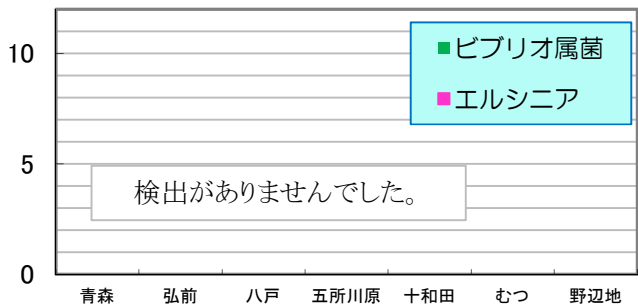 10
5
0
ビブリオ属菌
エルシニア
検出がありませんでした。
青森 弘前 八戸 五所川原 十和田 むつ 野辺地